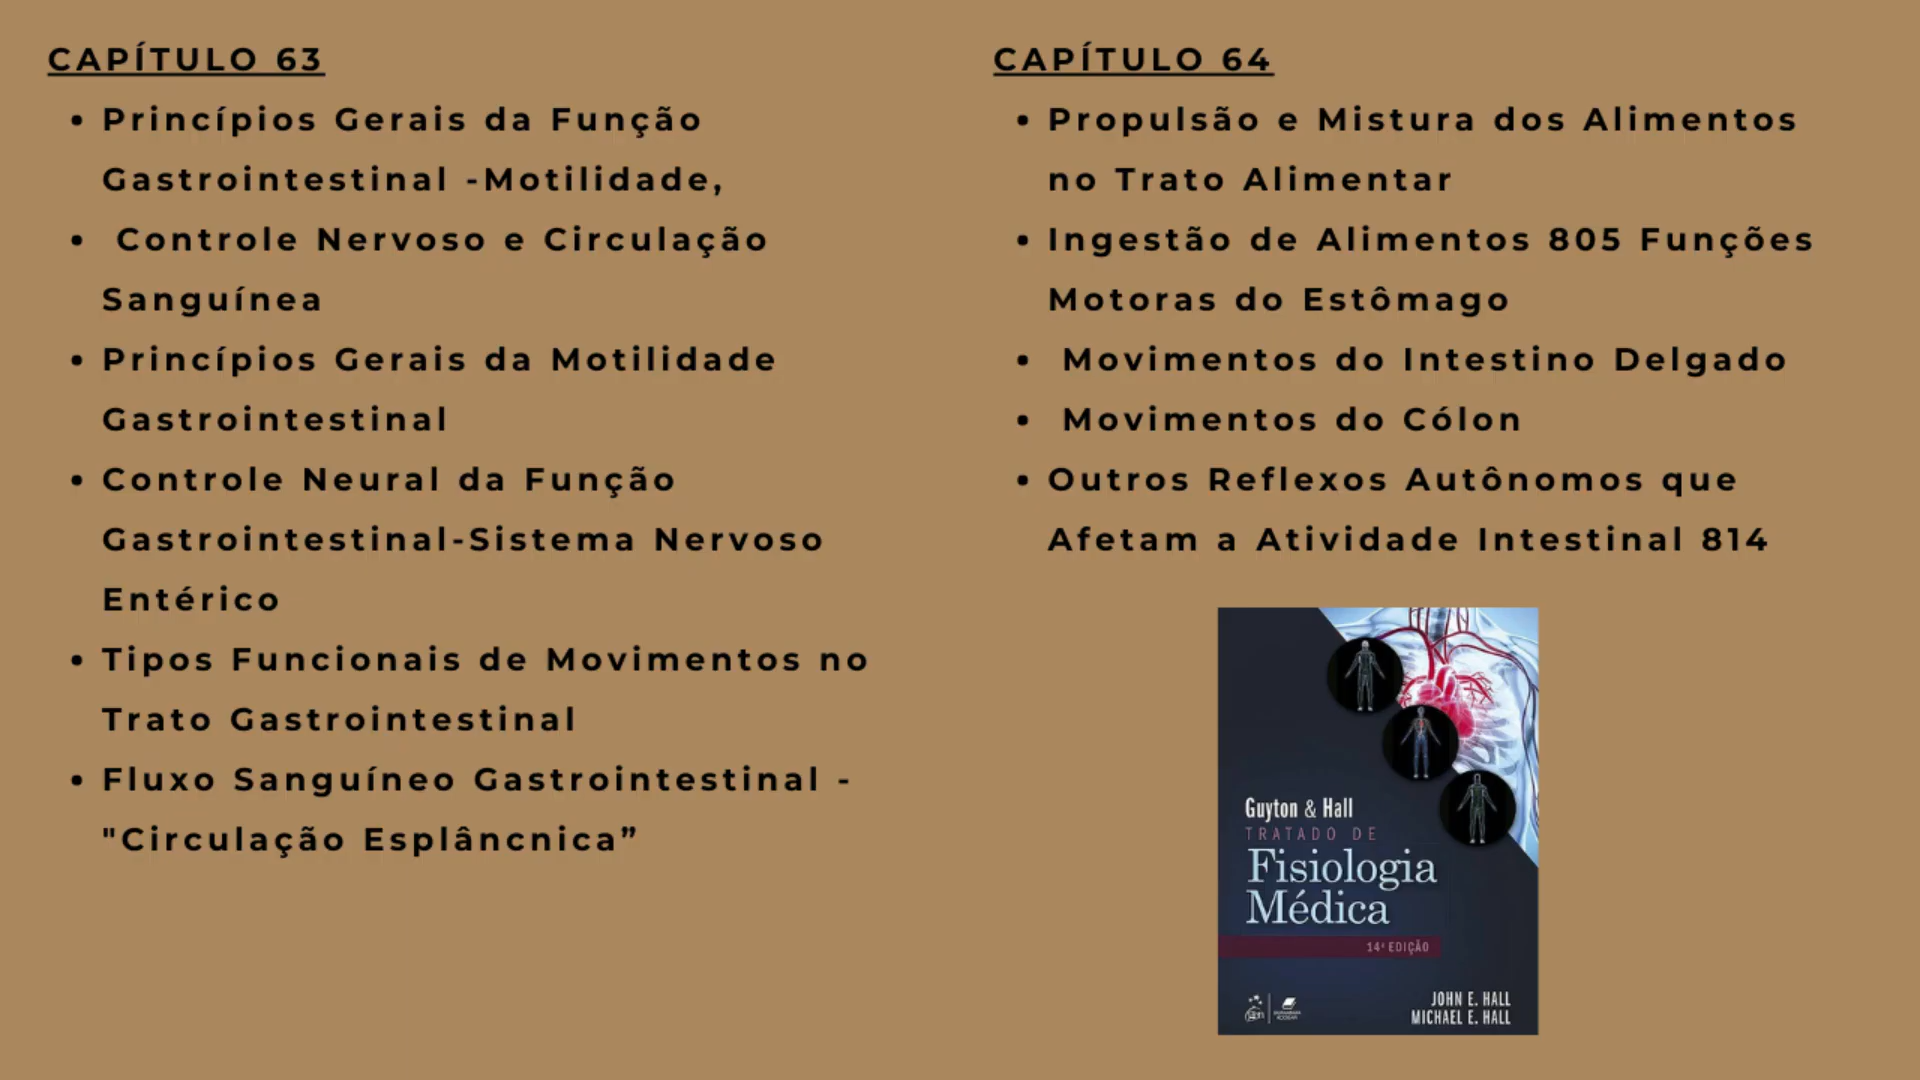 CAPÍTULO 63
• Princípios Gerais da Função
Gastrointestinal -Motilidade,
• Controle Nervoso e Circulação
Sanguínea
• Princípios Gerais da Motilidade
Gastrointestinal
• Controle Neural da Função
Gastrointestinal-Sistema Nervoso
Entérico
• Tipos Funcionais de Movimentos no
Trato Gastrointestinal
• Fluxo Sanguíneo Gastrointestinal -
"Circulação Esplâncnica”
CAPÍTULO 64
• Propulsão e Mistura dos Alimentos
no Trato Alimentar
• Ingestão de Alimentos 805 Funções
Motoras do Estômago
• Movimentos do Intestino Delgado
• Movimentos do Cólon
• Outros Reflexos Autônomos que
Afetam a Atividade Intestinal 814
Guyton & Hall
TRATADO DE
Fisiologia
Médica
14ª EDIÇÃO
JOHN E. HALL
MICHAEL E. HALL